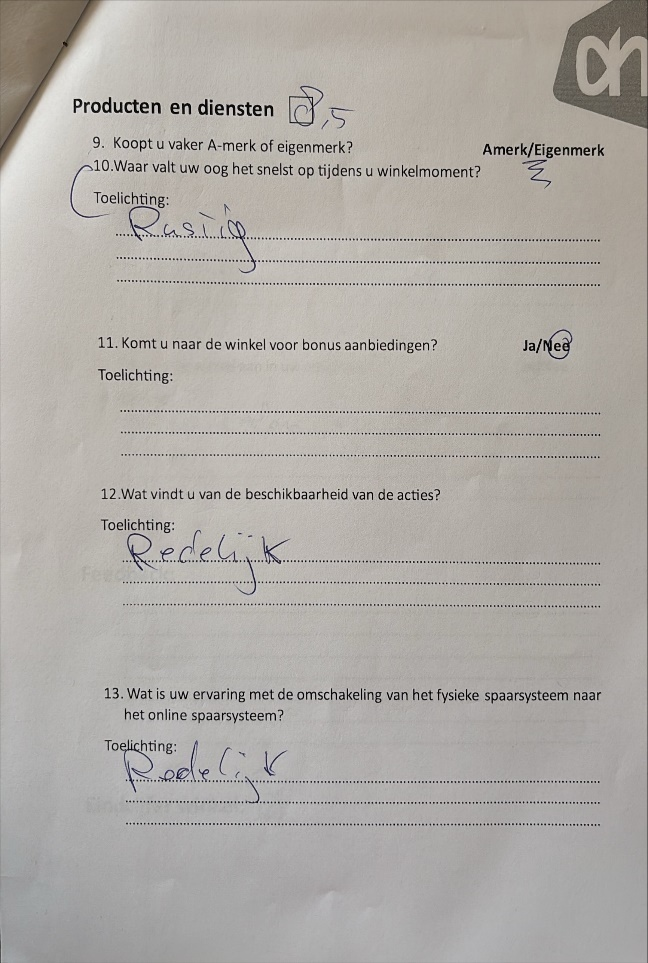 ah
Producten en diensten 8,5
9. Koopt u vaker A-merk of eigenmerk? Amerk/Eigenmerk
10.Waar valt uw oog het snelst op tijdens u winkelmoment?
Toelichting:
Rustig
11. Komt u naar de winkel voor bonus aanbiedingen? Ja/Nee
Toelichting:
12.Wat vindt u van de beschikbaarheid van de acties?
Toelichting:
Redelijk
13. Wat is uw ervaring met de omschakeling van het fysieke spaarsysteem naar
het online spaarsysteem?
Toelichting:
Redelijk